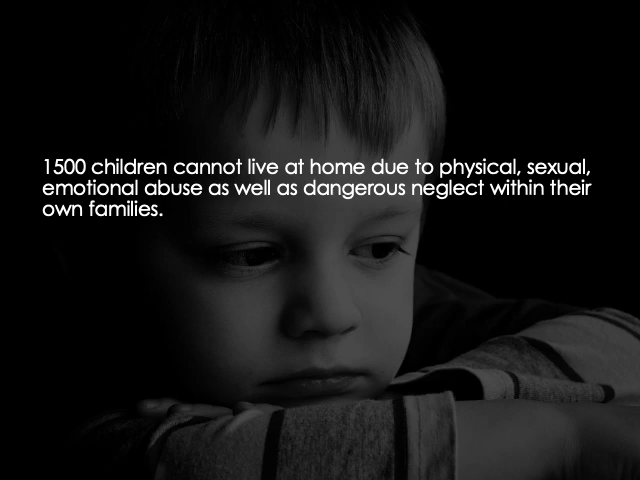 1500 children cannot live at home due to physical, sexual,
emotional abuse as well as dangerous neglect within their
own families.